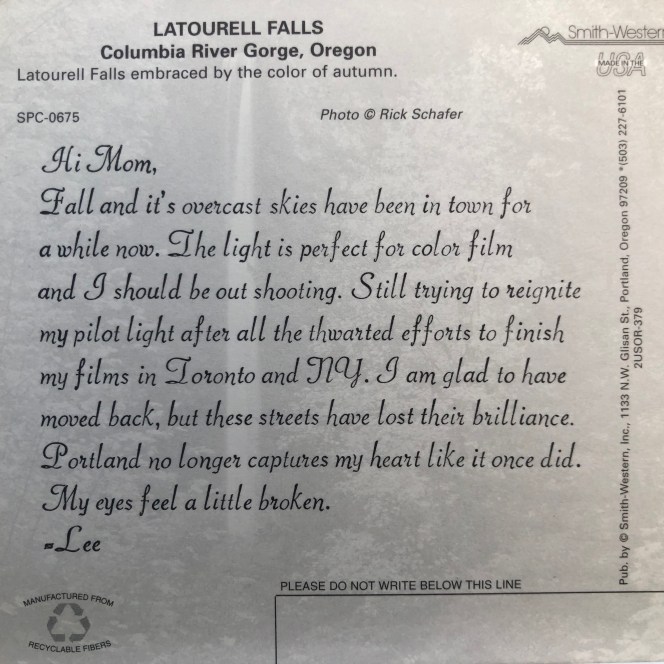 LATOURELL FALLS
Columbia River Gorge, Oregon
Latourell Falls embraced by the color of autumn.
Smith-Western
MADE IN THE
USA
SPC-0675
Photo © Rick Schafer
Hi Mom,
Fall and it's overcast skies have been in town for
a while now. The light is perfect for color film
and I should be out shooting. Still trying to reignite
my pilot light after all the thwarted efforts to finish
my films in Toronto and NY. I am glad to have
moved back, but these streets have lost their brilliance.
Portland no longer captures my heart like it once did.
My eyes feel a little broken.
-Lee
Pub. by © Smith-Western, Inc., 1133 N.W. Glisan St., Portland, Oregon 97209 *(503) 227-6101
2USOR-379
PLEASE DO NOT WRITE BELOW THIS LINE
MANUFACTURED FROM
RECYCLABLE FIBERS